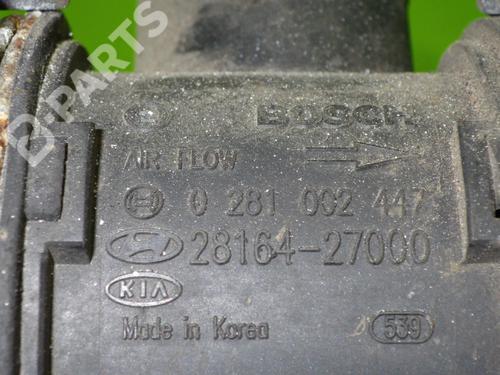 B-PARTS
BOSCH
AIR FLOW
0 281 002 447
28164-27000
KIA
Made in Korea
539